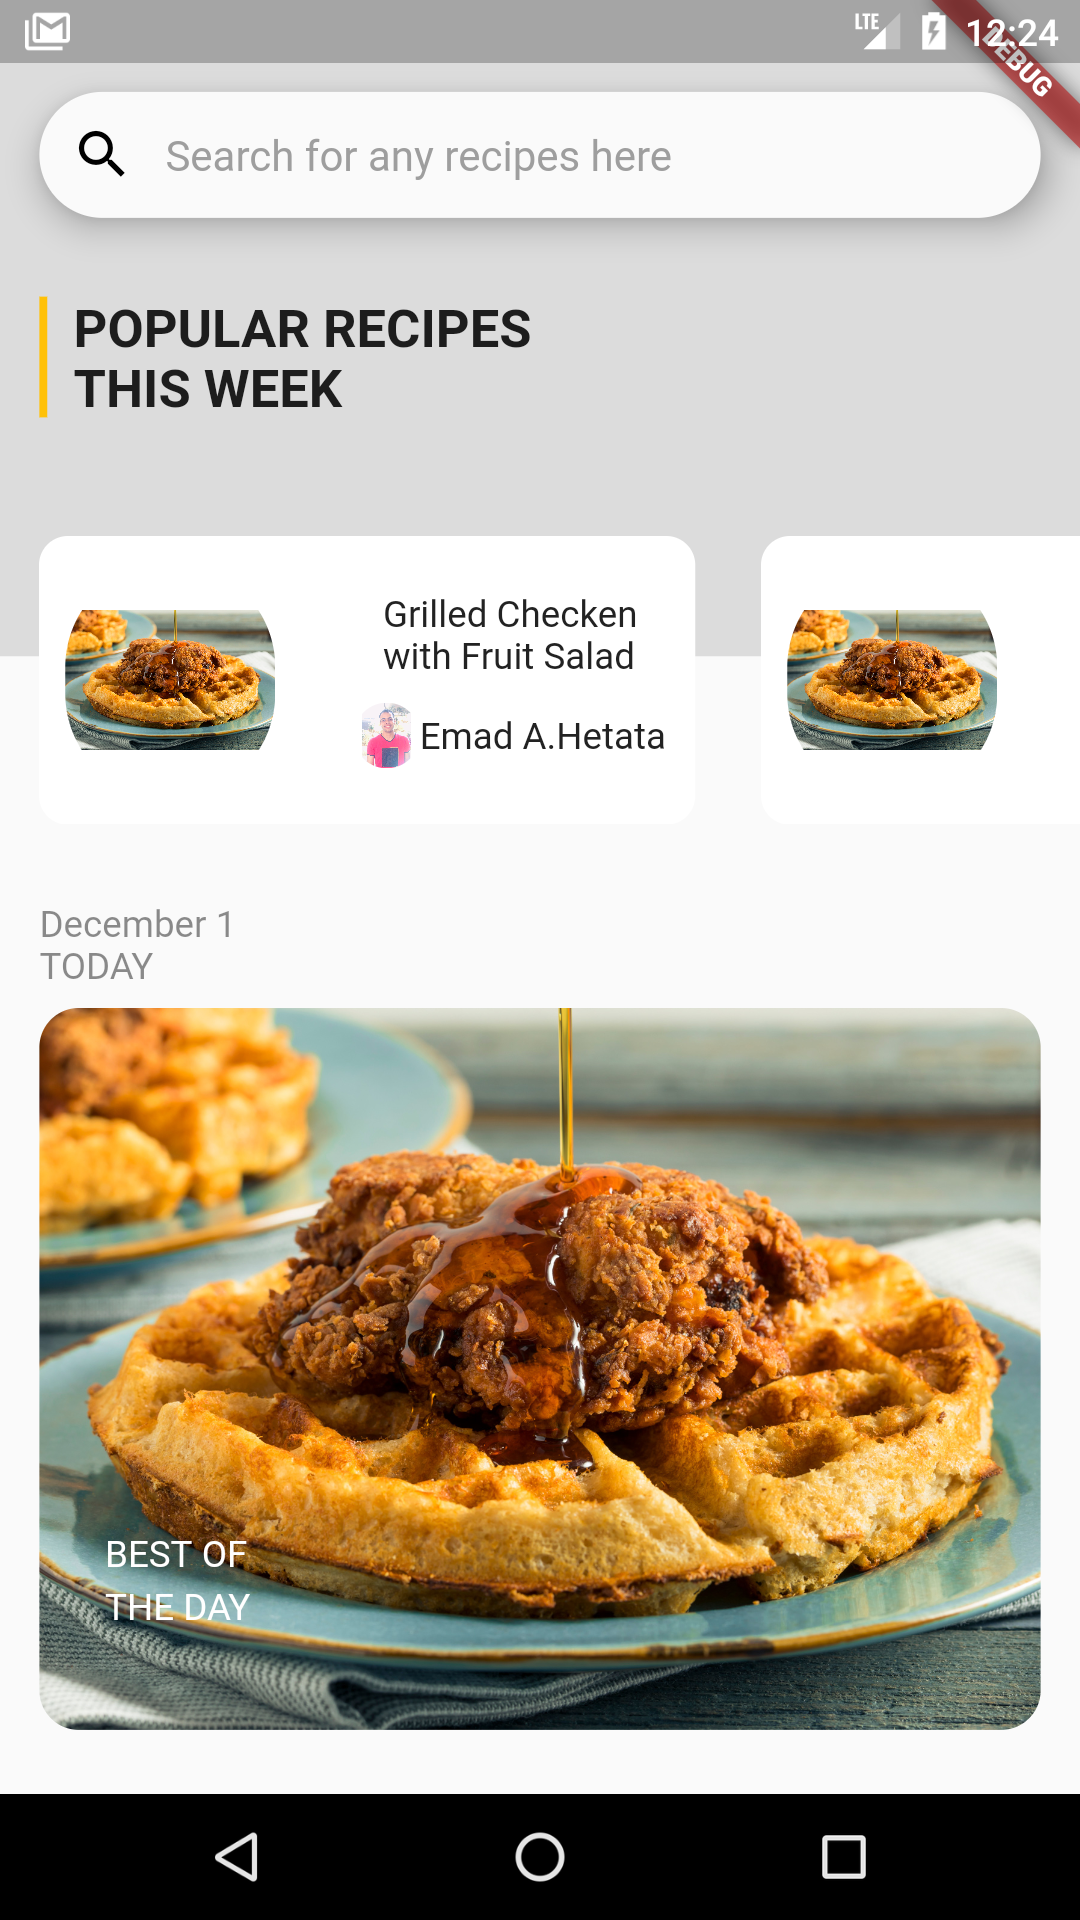 LTE 12:24
DEBUG
Search for any recipes here
POPULAR RECIPES
THIS WEEK
Grilled Checken
with Fruit Salad
Emad A.Hetata
December 1
TODAY
BEST OF
THE DAY